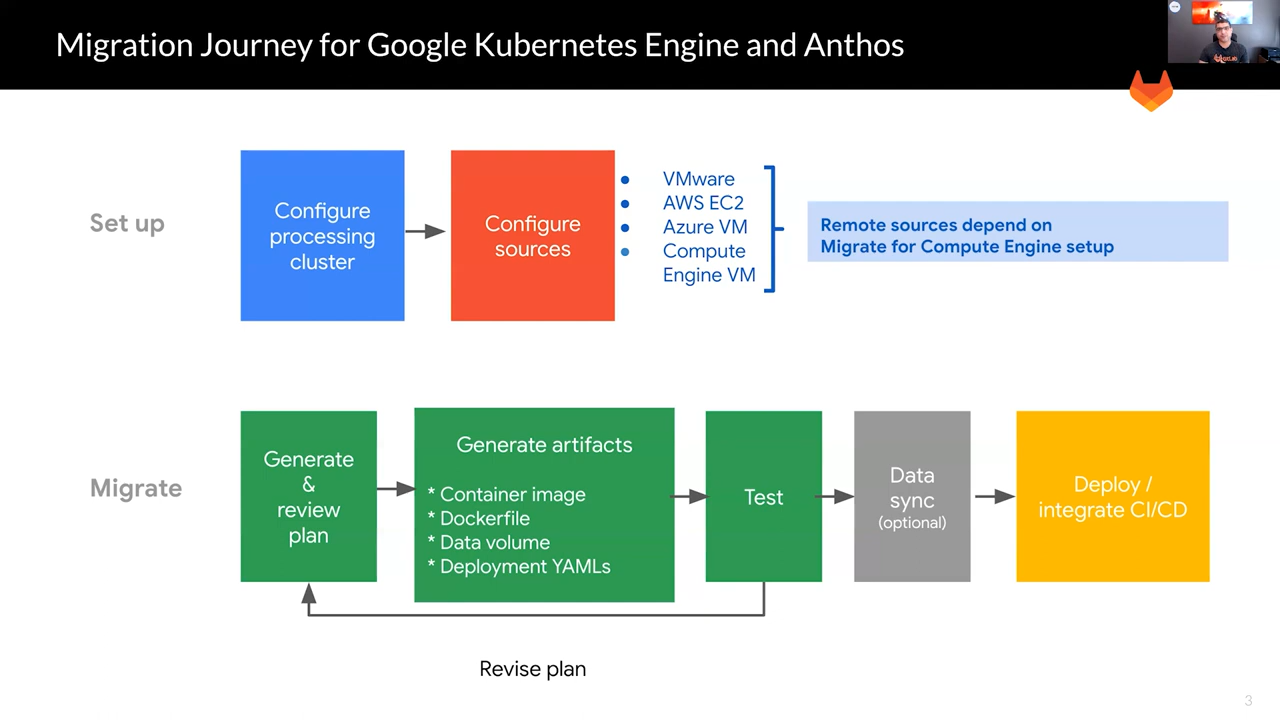 Migration Journey for Google Kubernetes Engine and Anthos
Set up
Configure
processing
cluster
Configure
sources
VMware
AWS EC2
Azure VM
Compute
Engine VM
Remote sources depend on
Migrate for Compute Engine setup
Migrate
Generate
&
review
plan
Generate artifacts
* Container image
* Dockerfile
* Data volume
* Deployment YAMLs
Test
Data
sync
(optional)
Deploy /
integrate CI/CD
Revise plan
3